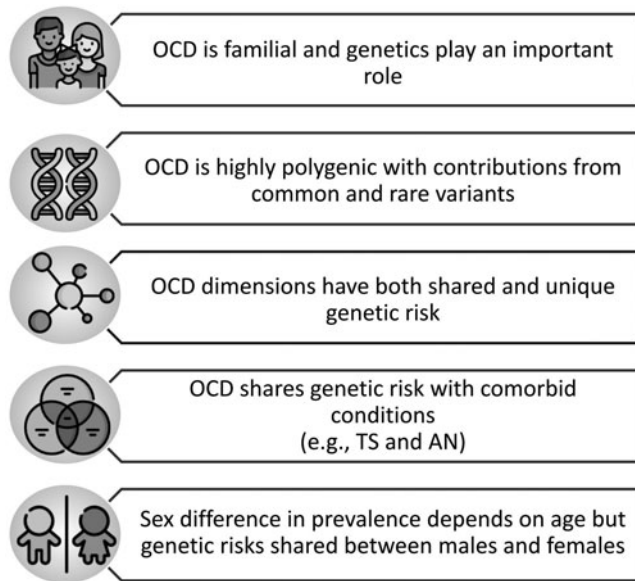 OCD is familial and genetics play an important
role
OCD is highly polygenic with contributions from
common and rare variants
OCD dimensions have both shared and unique
genetic risk
OCD shares genetic risk with comorbid
conditions
(e.g., TS and AN)
Sex difference in prevalence depends on age but
genetic risks shared between males and females